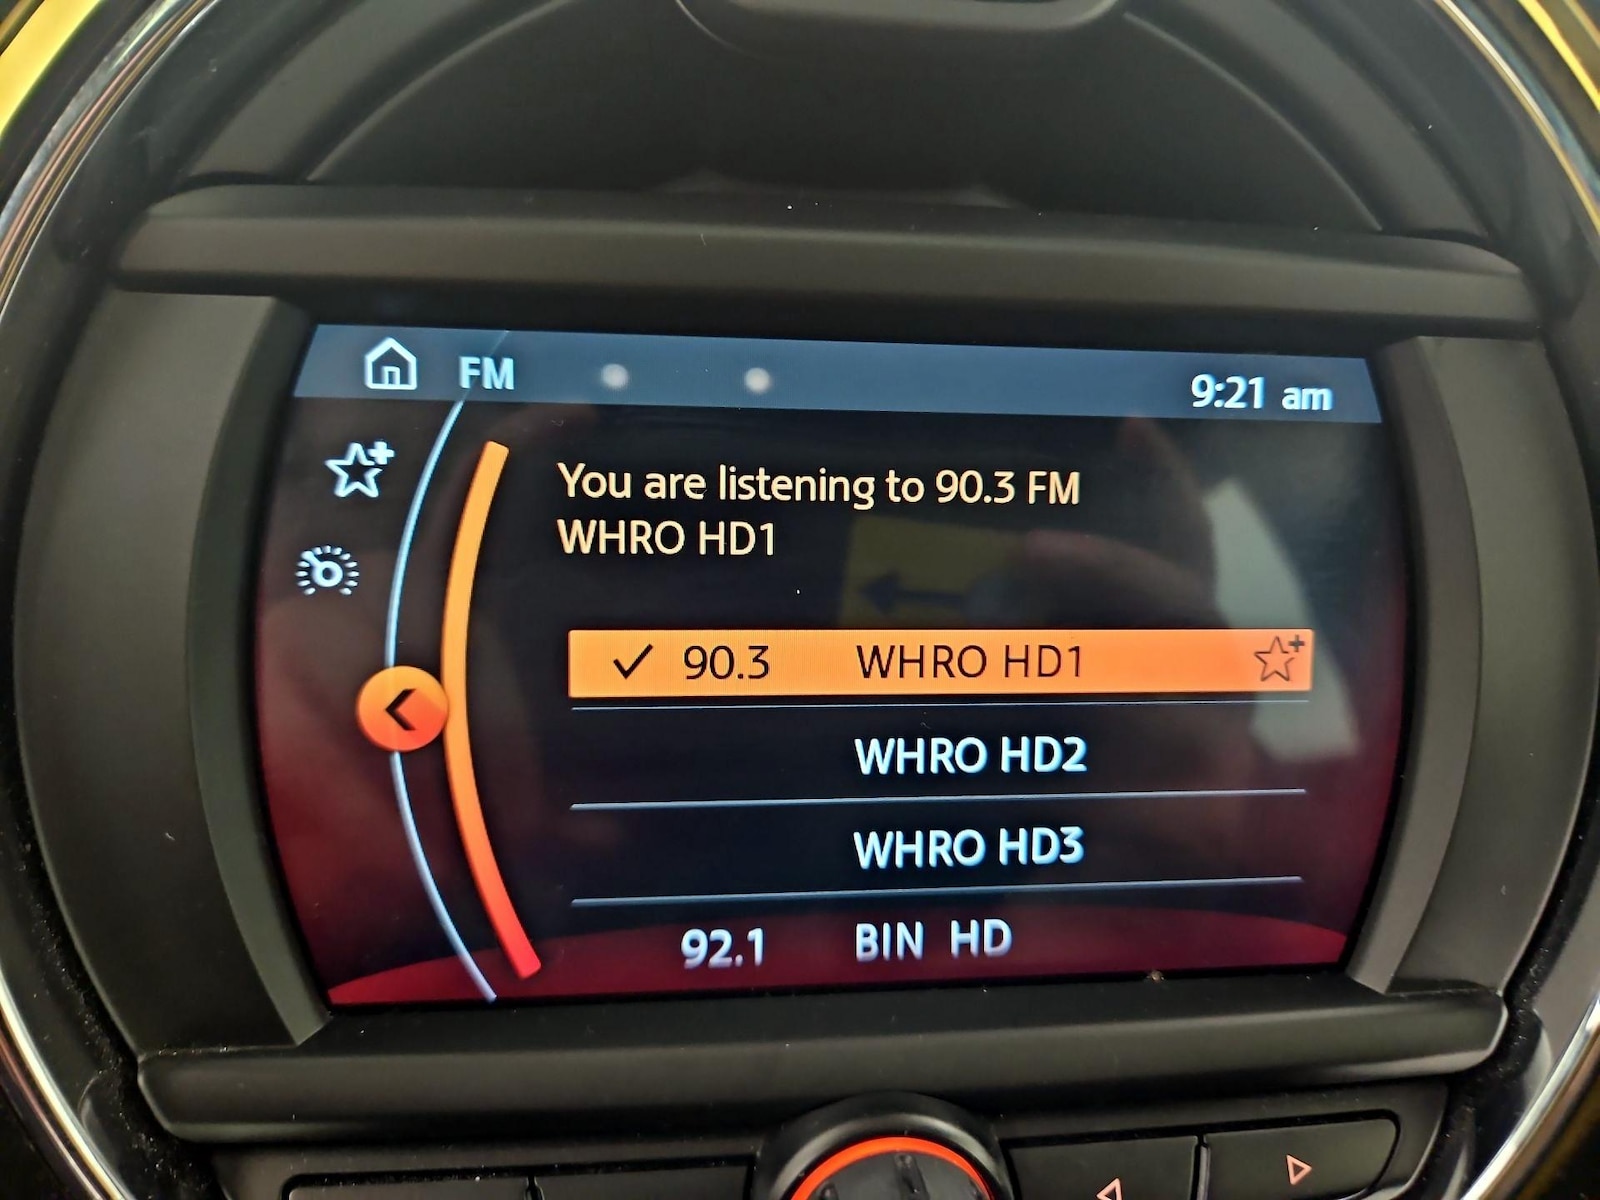 FM
9:21 am
You are listening to 90.3 FM
WHRO HD1
90.3 WHRO HD1
WHRO HD2
WHRO HD3
92.1 BIN HD